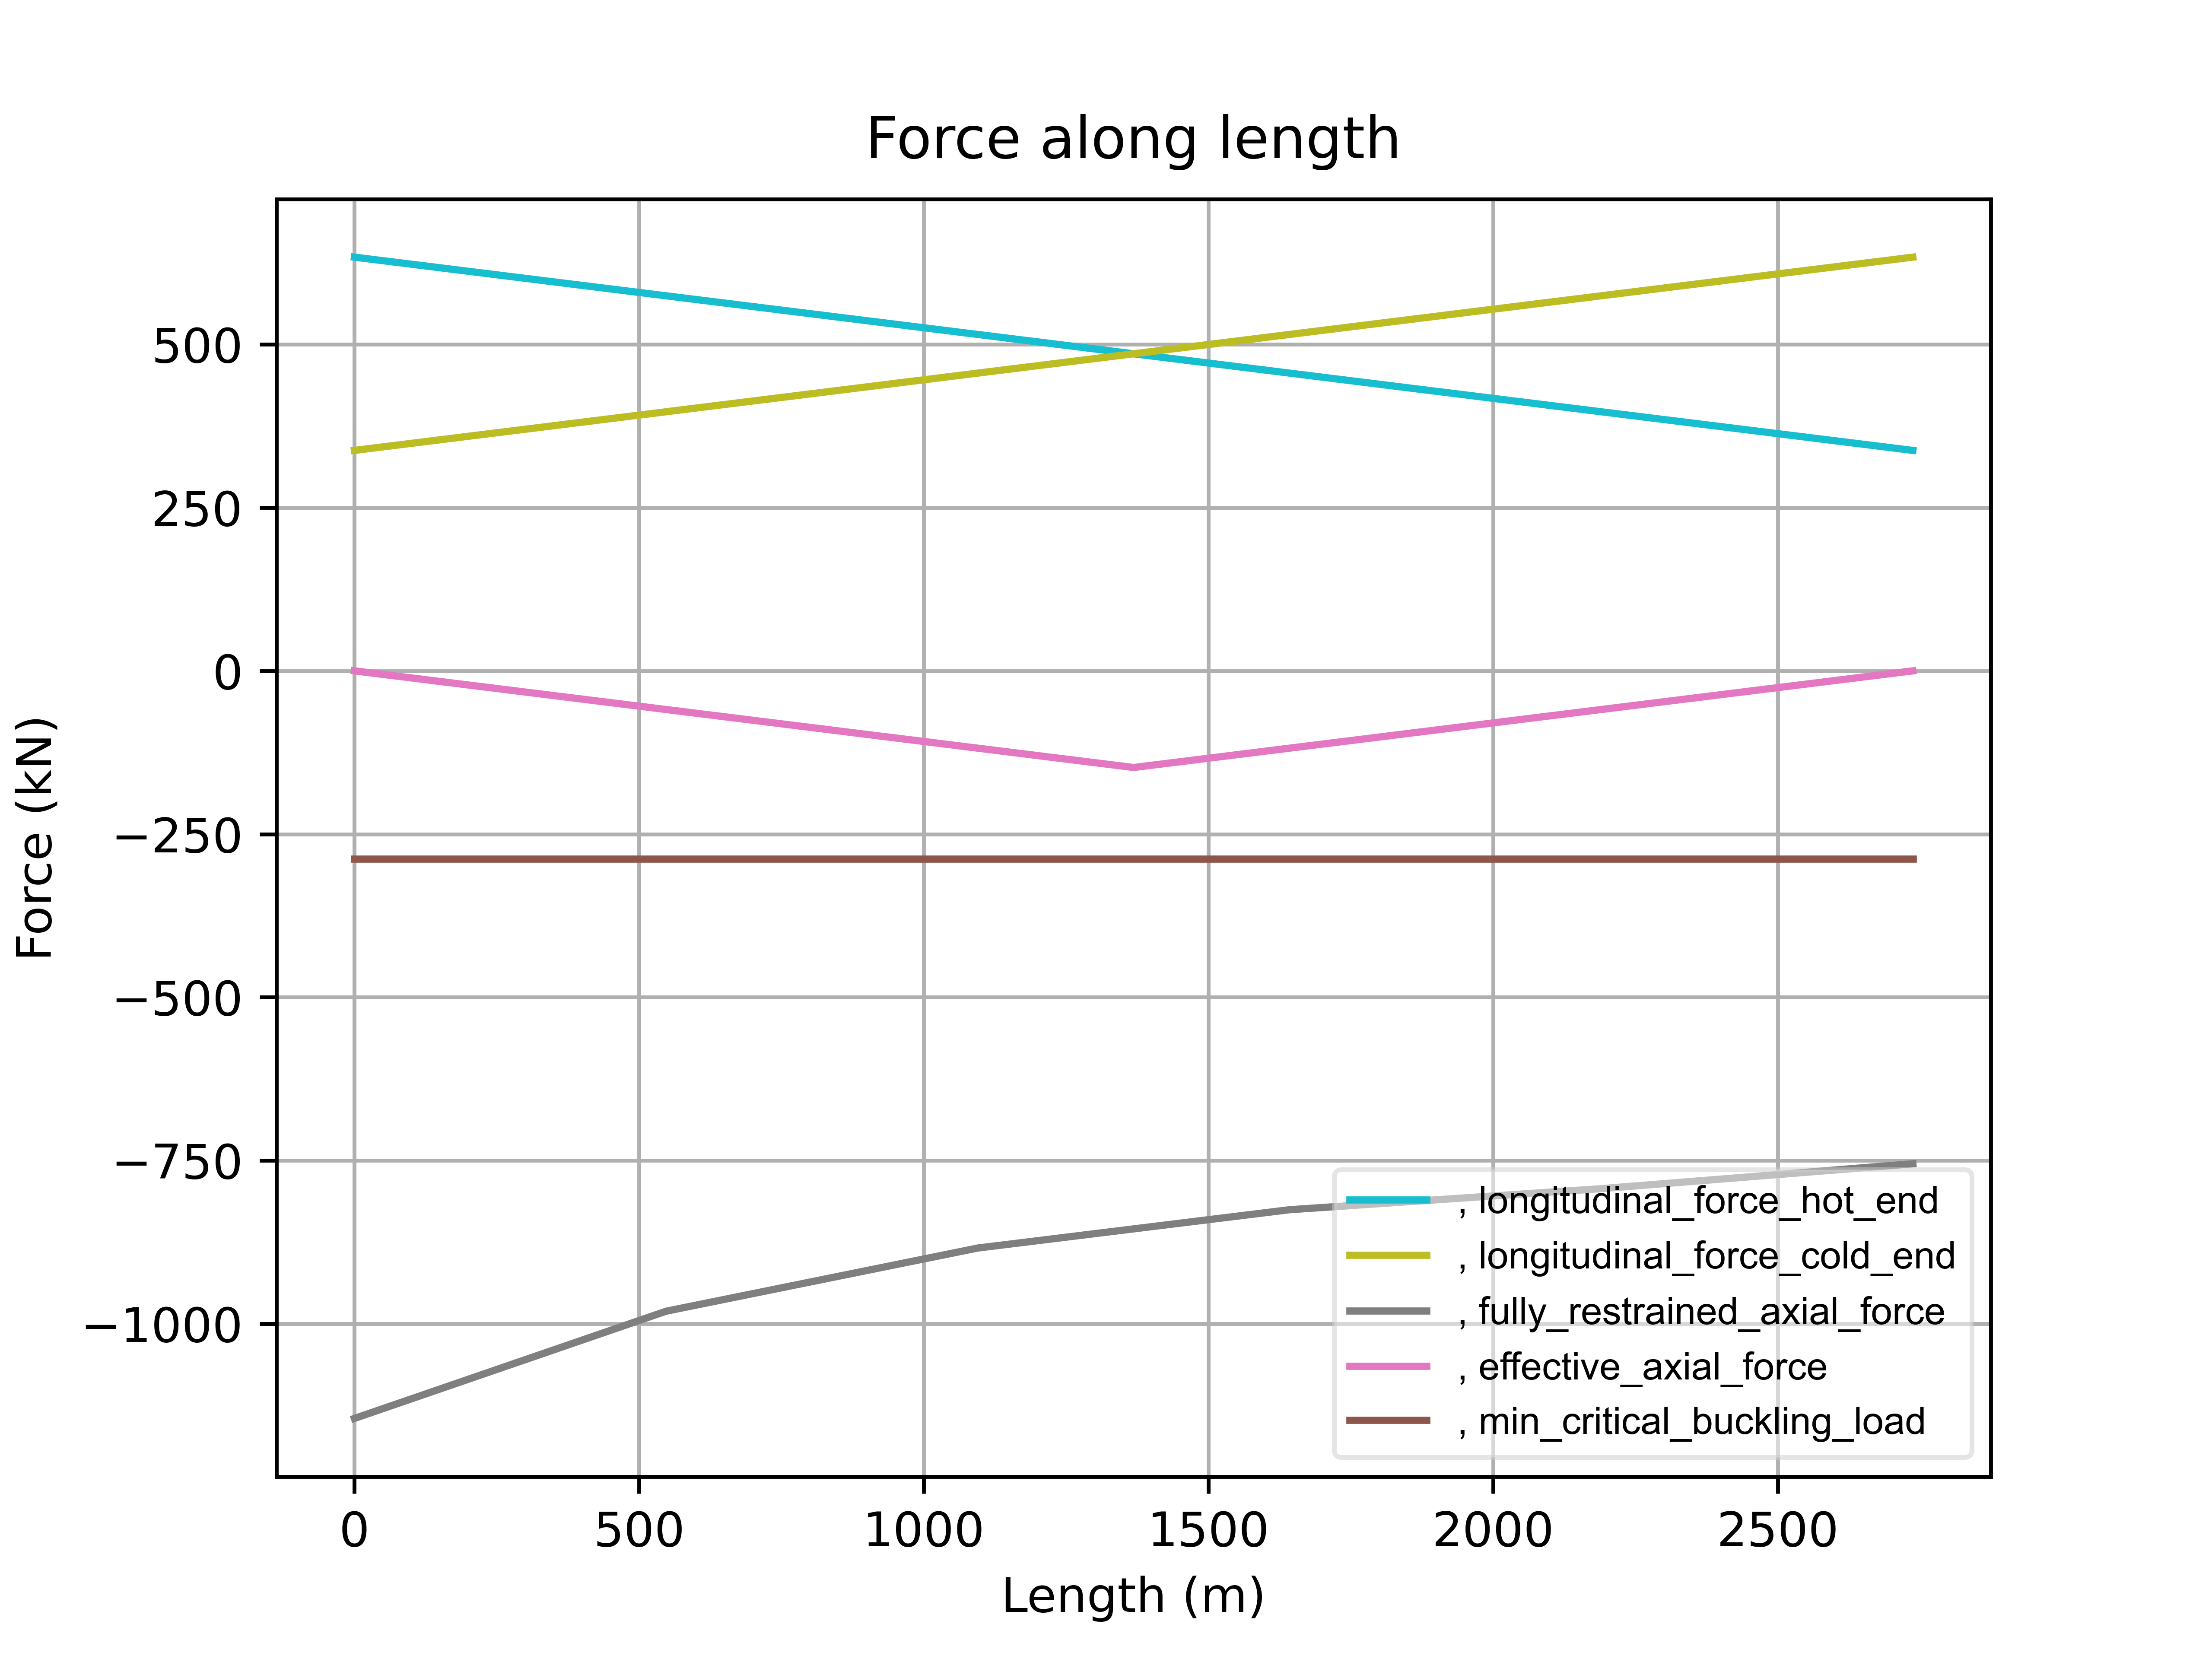 Force along length
500
250
0
−250
−500
−750
−1000
Force (kN)
, longitudinal_force_hot_end
, longitudinal_force_cold_end
, fully_restrained_axial_force
, effective_axial_force
, min_critical_buckling_load
0 500 1000 1500 2000 2500
Length (m)